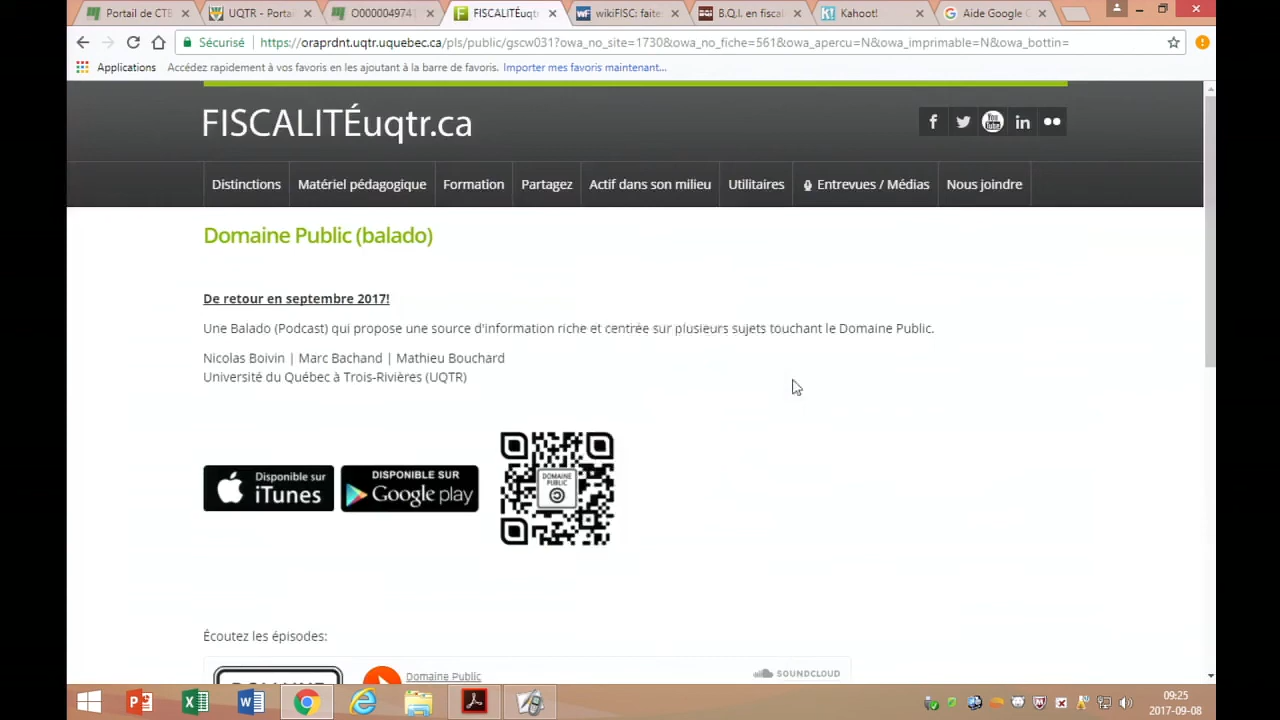 Portail de CTB
UQTR - Porta
O000004974
FISCALITÉuqt
wikiFISC: faite
B.Q.I. en fiscal
Kahoot!
Aide Google C
Sécurisé
https://oraprdnt.uqtr.uquebec.ca/pls/public/gscw031?owa_no_site=1730&owa_no_fiche=561&owa_apercu=N&owa_imprimable=N&owa_bottin=
Applications
Accédez rapidement à vos favoris en les ajoutant à la barre de favoris. Importer mes favoris maintenant...
FISCALITÉuqtr.ca
Distinctions
Matériel pédagogique
Formation
Partagez
Actif dans son milieu
Utilitaires
Entrevues / Médias
Nous joindre
Domaine Public (balado)
De retour en septembre 2017!
Une Balado (Podcast) qui propose une source d'information riche et centrée sur plusieurs sujets touchant le Domaine Public.
Nicolas Boivin | Marc Bachand | Mathieu Bouchard
Université du Québec à Trois-Rivières (UQTR)
Disponible sur
iTunes
DISPONIBLE SUR
Google play
DOMAINE
PUBLIC
Écoutez les épisodes:
Domaine Public
SOUNDCLOUD
09:25
2017-09-08